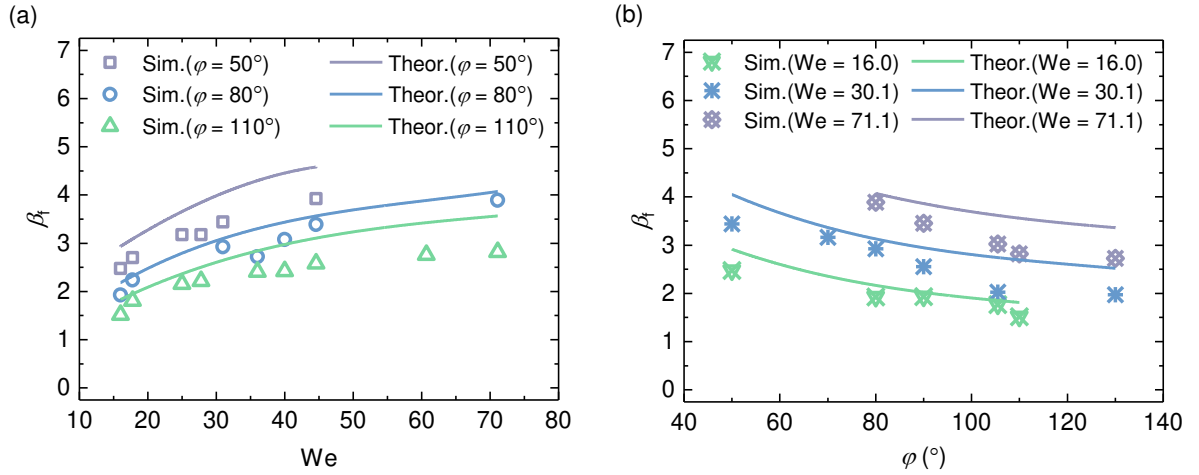 (a)
7
6
5
4
3
2
1
0
βf
10 20 30 40 50 60 70 80
We
Sim.(φ = 50°) Theor.(φ = 50°)
Sim.(φ = 80°) Theor.(φ = 80°)
Sim.(φ = 110°) Theor.(φ = 110°)
(b)
7
6
5
4
3
2
1
0
βf
40 60 80 100 120 140
φ (°)
Sim.(We = 16.0) Theor.(We = 16.0)
Sim.(We = 30.1) Theor.(We = 30.1)
Sim.(We = 71.1) Theor.(We = 71.1)